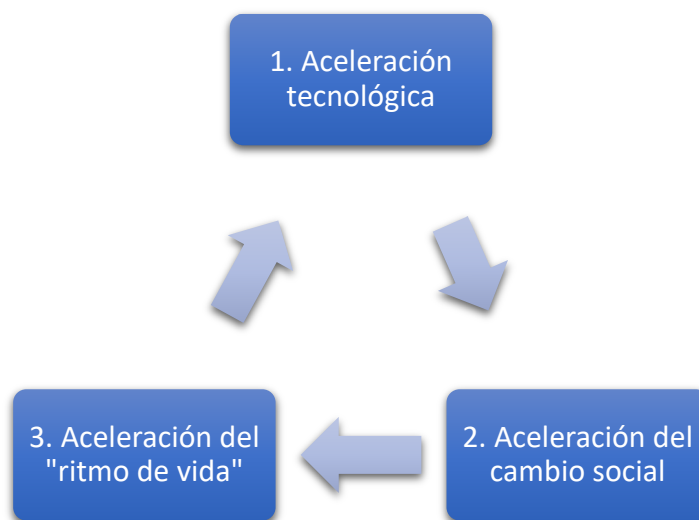 1. Aceleración
tecnológica
2. Aceleración del
cambio social
3. Aceleración del
"ritmo de vida"